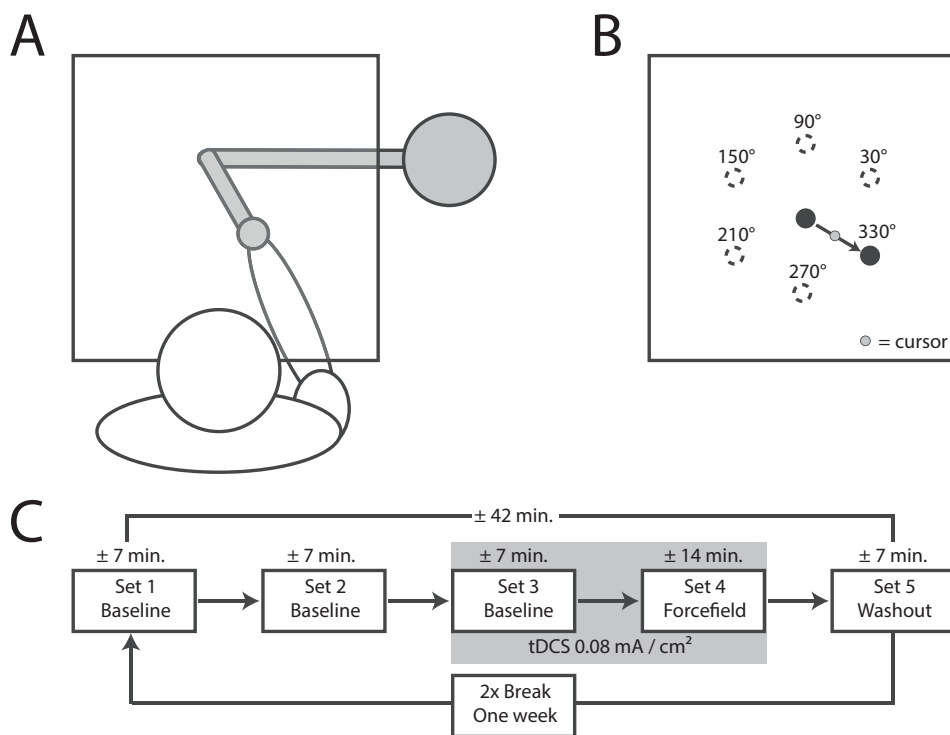 A
B
90°
150°
30°
210°
330°
270°
= cursor
C
± 42 min.
± 7 min.
± 7 min.
± 7 min.
± 14 min.
± 7 min.
Set 1
Baseline
Set 2
Baseline
Set 3
Baseline
Set 4
Forcefield
Set 5
Washout
tDCS 0.08 mA / cm²
2x Break
One week